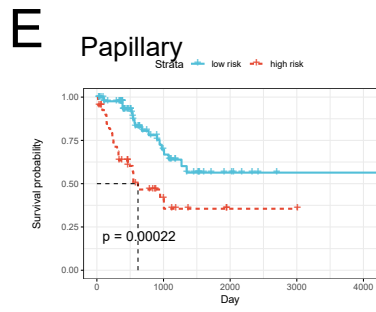 E
Papillary
Strata low risk high risk
1.00
0.75
0.50
0.25
0.00
Survival probability
p = 0.00022
0 1000 2000 3000 4000
Day